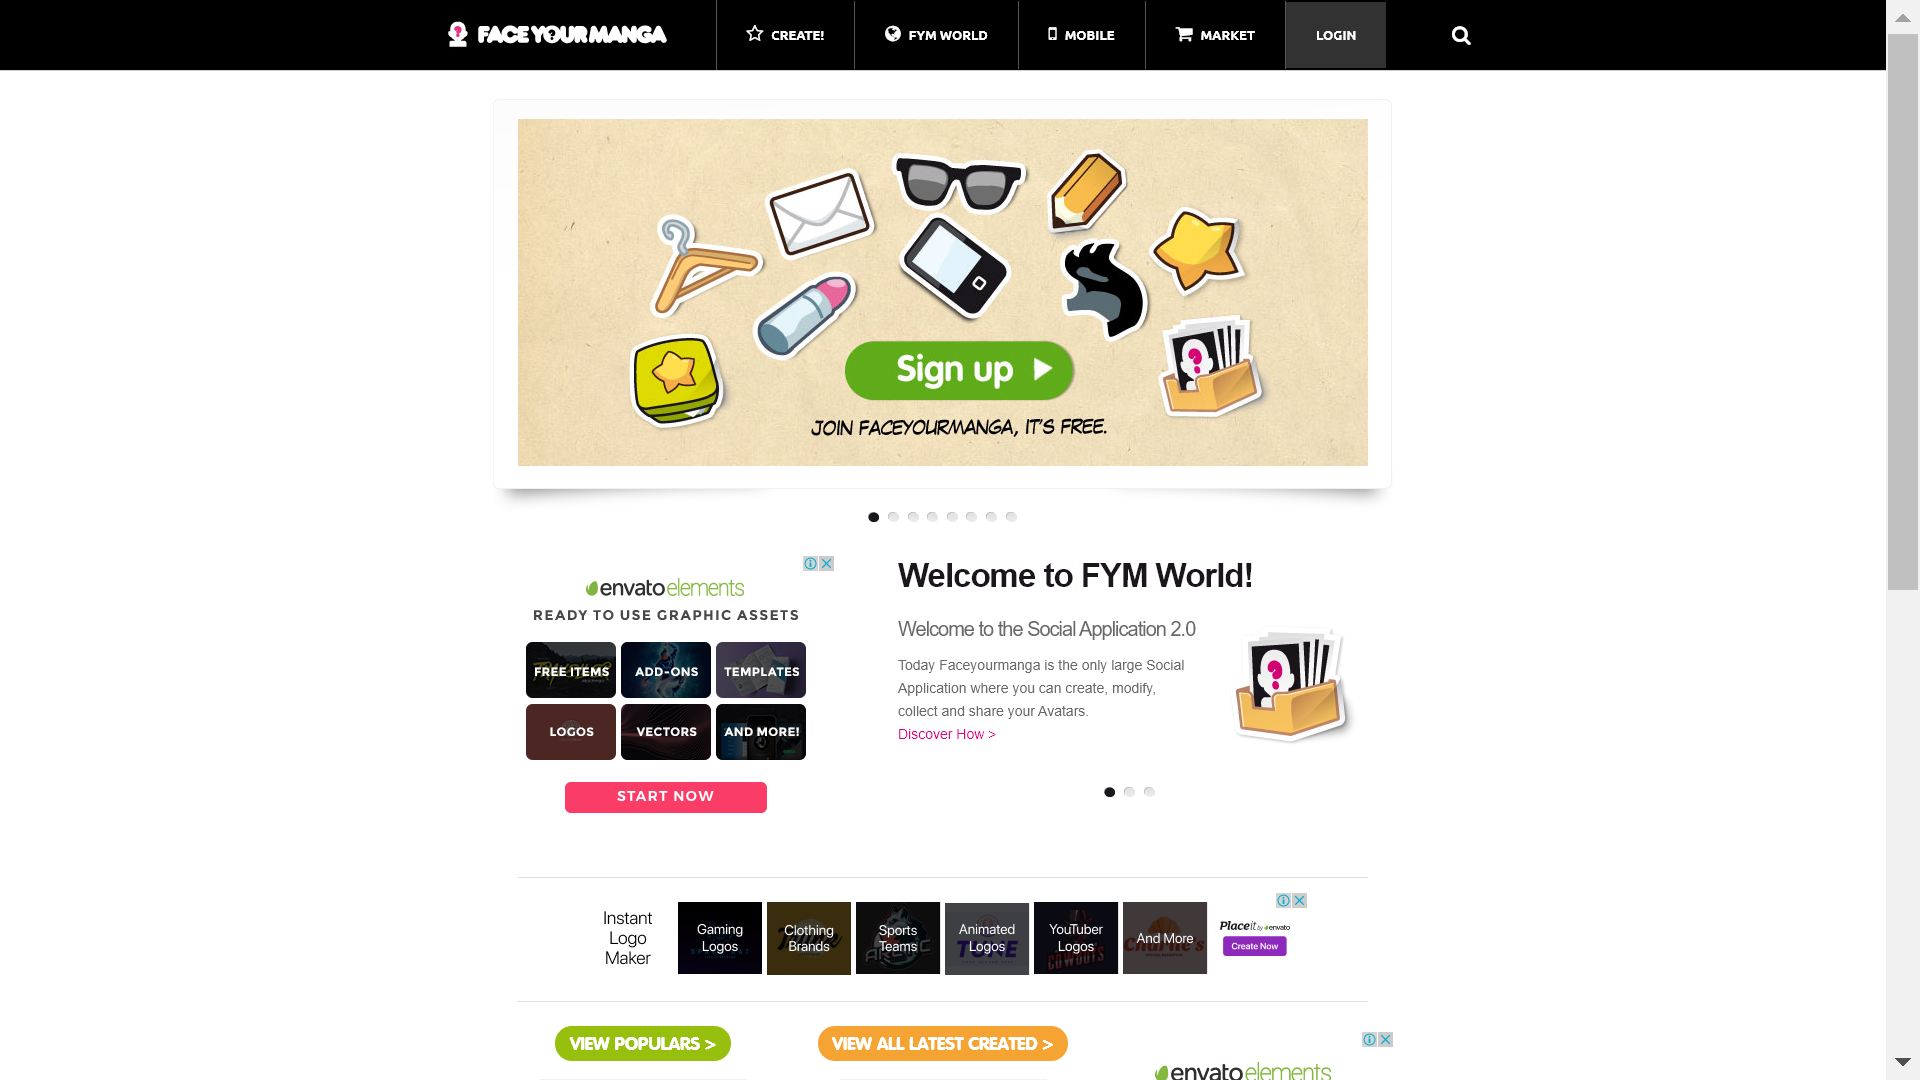 FACEYOURMANGA
CREATE!
FYM WORLD
MOBILE
MARKET
LOGIN
Sign up
JOIN FACEYOURMANGA, IT'S FREE.
envato elements
READY TO USE GRAPHIC ASSETS
FREE ITEMS
ADD-ONS
TEMPLATES
LOGOS
VECTORS
AND MORE!
START NOW
Welcome to FYM World!
Welcome to the Social Application 2.0
Today Faceyourmanga is the only large Social
Application where you can create, modify,
collect and share your Avatars.
Discover How >
Instant
Logo
Maker
Gaming
Logos
Clothing
Brands
Sports
Teams
Animated
Logos
YouTuber
Logos
And More
Placeit by envato
Create Now
VIEW POPULARS >
VIEW ALL LATEST CREATED >
envato elements